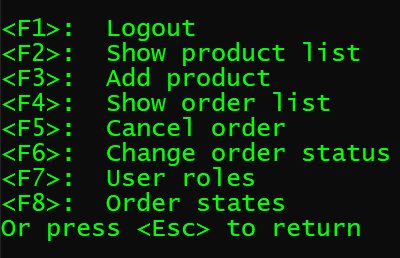 <F1>:  Logout
<F2>:  Show product list
<F3>:  Add product
<F4>:  Show order list
<F5>:  Cancel order
<F6>:  Change order status
<F7>:  User roles
<F8>:  Order states
Or press <Esc> to return